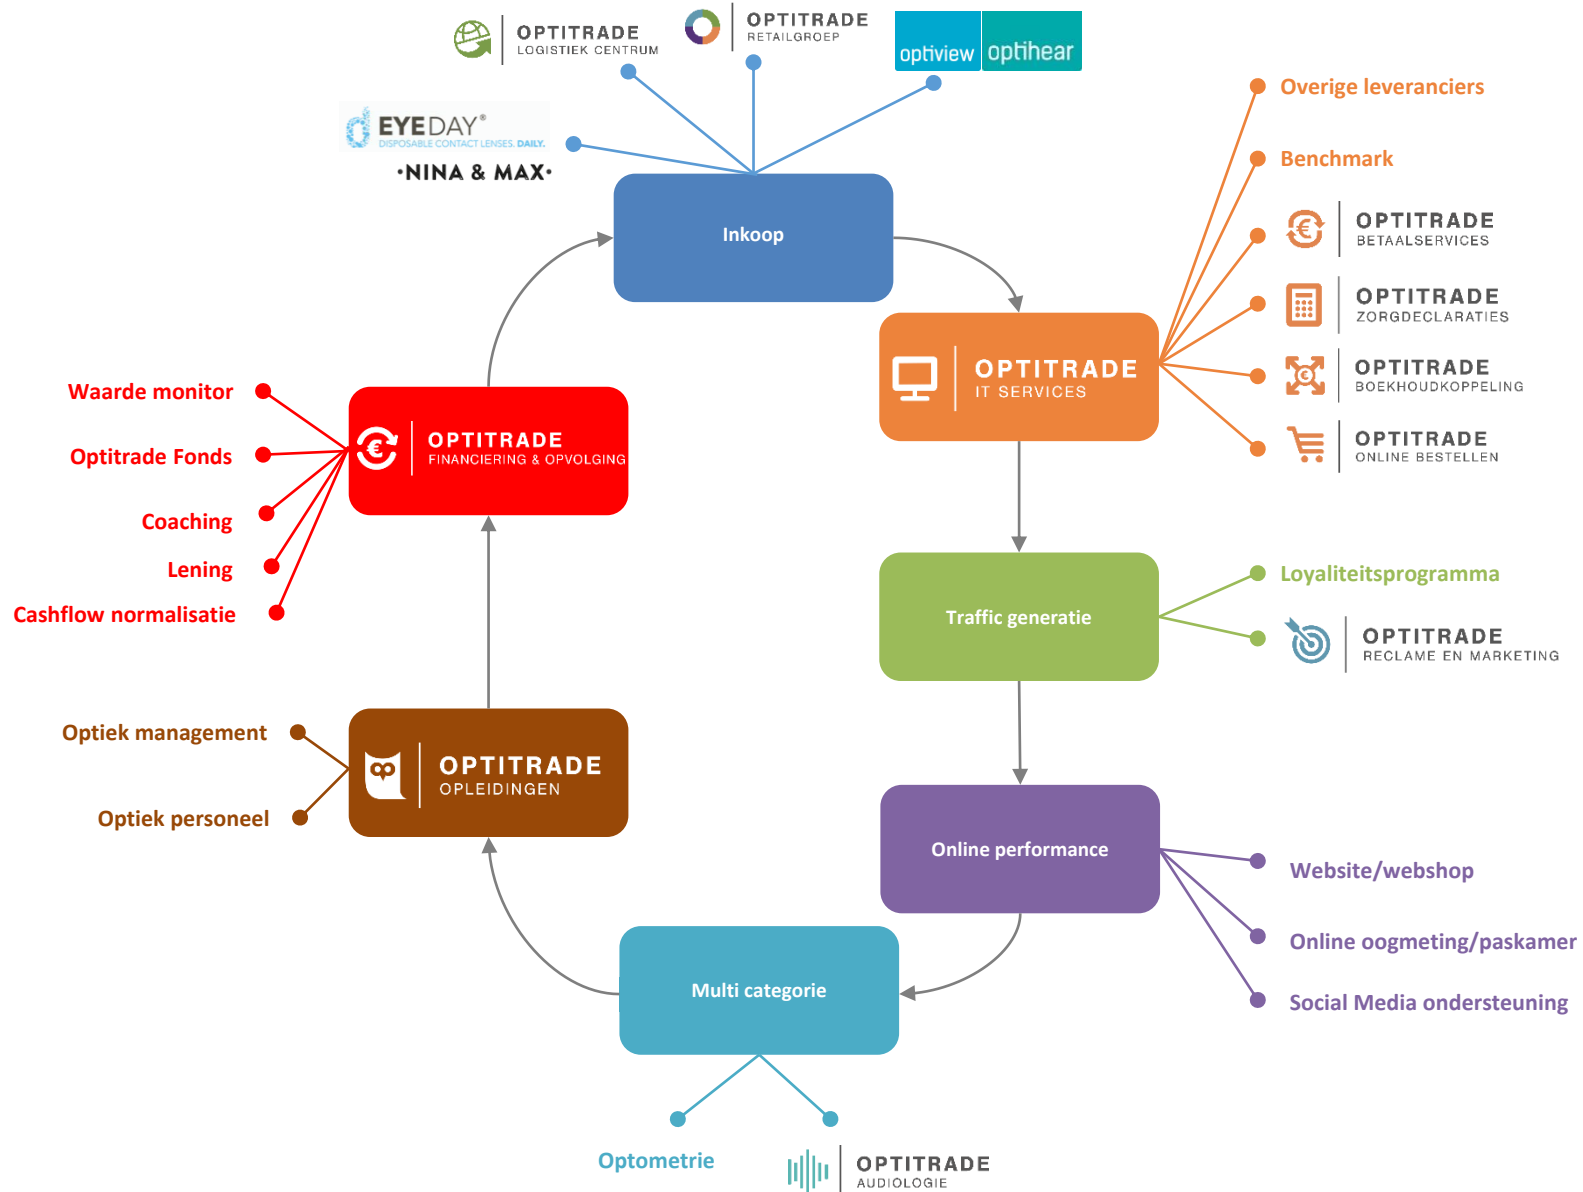 OPTITRADE
LOGISTIEK CENTRUM
OPTITRADE
RETAILGROEP
optiview
optihear
EYEDAY®
DISPOSABLE CONTACT LENSES. DAILY.
•NINA & MAX•
Inkoop
Overige leveranciers
Benchmark
OPTITRADE
BETAALSERVICES
OPTITRADE
ZORGDECLARATIES
OPTITRADE
BOEKHOUDKOPPELING
OPTITRADE
ONLINE BESTELLEN
OPTITRADE
IT SERVICES
Waarde monitor
Optitrade Fonds
Coaching
Lening
Cashflow normalisatie
OPTITRADE
FINANCIERING & OPVOLGING
Traffic generatie
Loyaliteitsprogramma
OPTITRADE
RECLAME EN MARKETING
Optiek management
Optiek personeel
OPTITRADE
OPLEIDINGEN
Online performance
Website/webshop
Online oogmeting/paskamer
Social Media ondersteuning
Multi categorie
Optometrie
OPTITRADE
AUDIOLOGIE